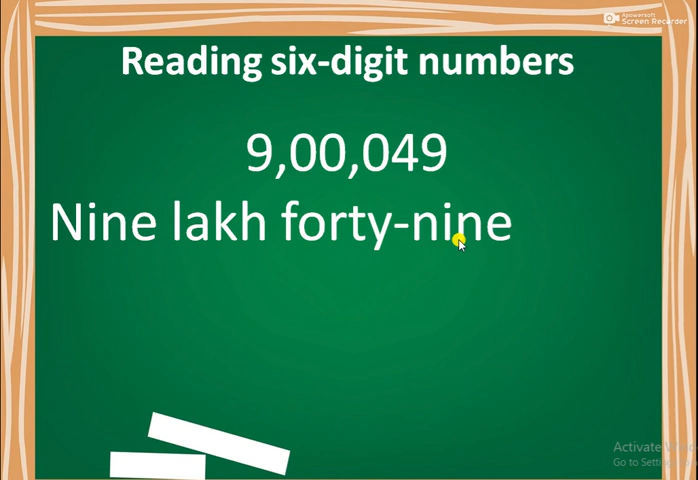 Apowersoft
Screen Recorder
Reading six-digit numbers
9,00,049
Nine lakh forty-nine
Activate
Go to Setti